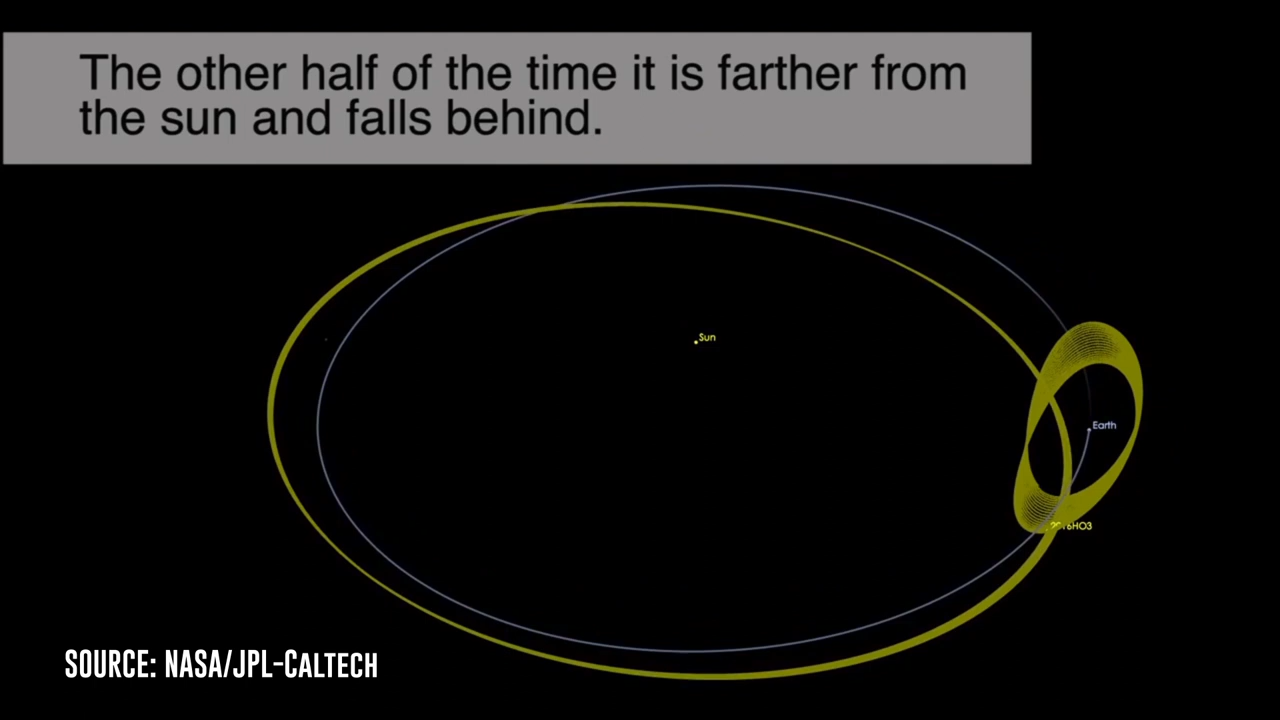 The other half of the time it is farther from
the sun and falls behind.
Sun
Earth
SOURCE: NASA/JPL-CALTECH